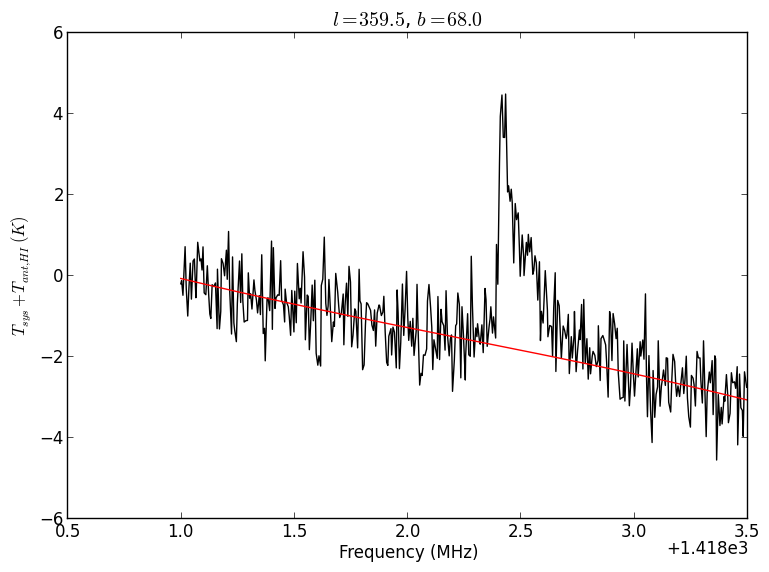 l = 359.5, b = 68.0
6
4
2
0
−2
−4
−6
T_sys + T_ant,HI (K)
0.5 1.0 1.5 2.0 2.5 3.0 3.5
Frequency (MHz)
+1.418e3